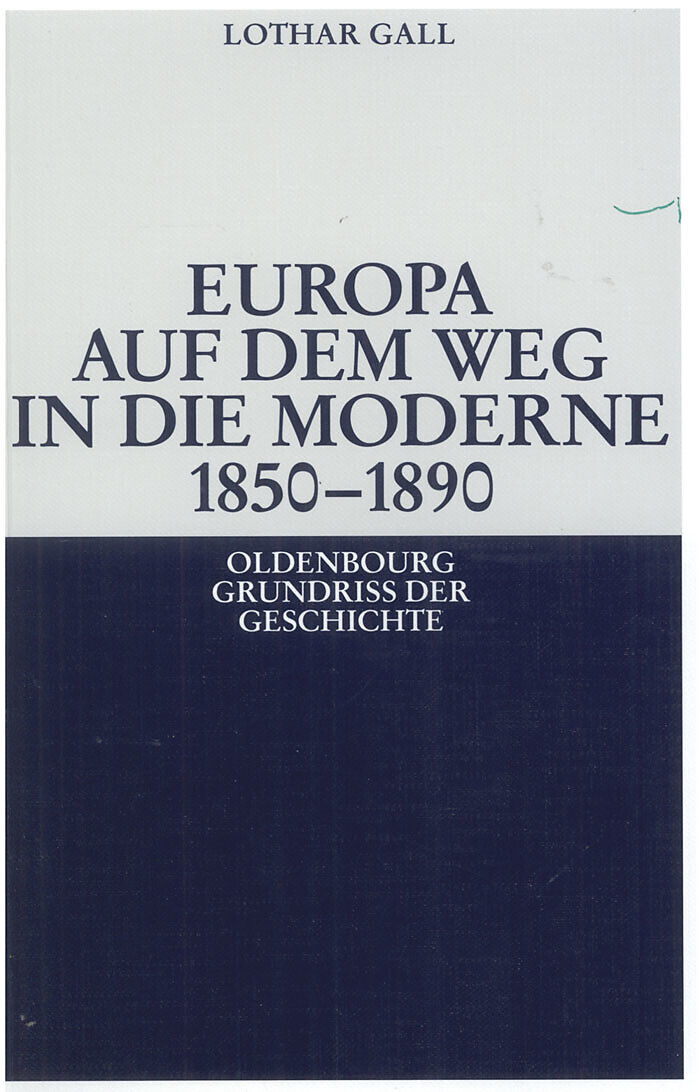 LOTHAR GALL
EUROPA
AUF DEM WEG
IN DIE MODERNE
1850–1890
OLDENBOURG
GRUNDRISS DER
GESCHICHTE